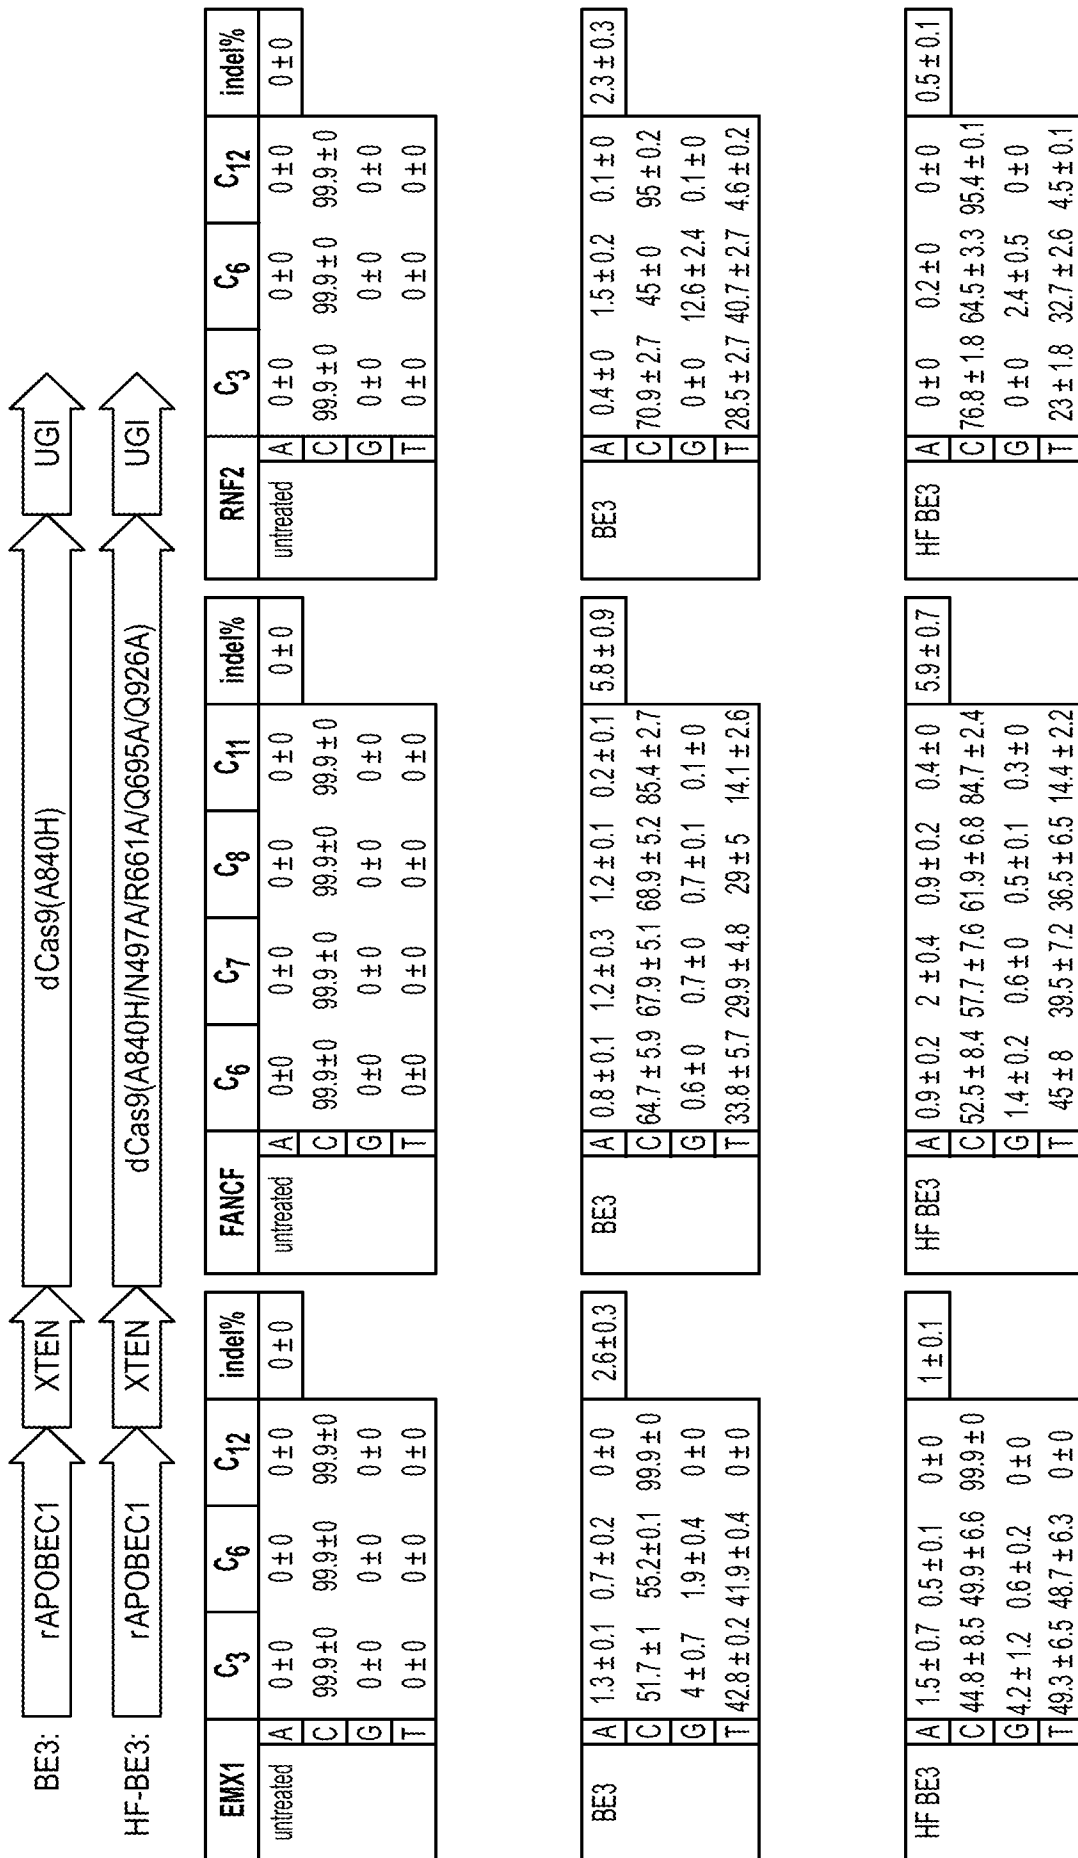 BE3: rAPOBEC1 XTEN dCas9(A840H) UGI
HF-BE3: rAPOBEC1 XTEN dCas9(A840H/N497A/R661A/Q695A/Q926A) UGI
EMX1 C3 C6 C12 indel%
untreated A 0±0 0±0 0±0 0±0
C 99.9±0 99.9±0 99.9±0
G 0±0 0±0 0±0
T 0±0 0±0 0±0
BE3 A 1.3±0.1 0.7±0.2 0±0 2.6±0.3
C 51.7±1 55.2±0.1 99.9±0
G 4±0.7 1.9±0.4 0±0
T 42.8±0.2 41.9±0.4 0±0
HF BE3 A 1.5±0.7 0.5±0.1 0±0 1±0.1
C 44.8±8.5 49.9±6.6 99.9±0
G 4.2±1.2 0.6±0.2 0±0
T 49.3±6.5 48.7±6.3 0±0
FANCF C6 C7 C8 C11 indel%
untreated A 0±0 0±0 0±0 0±0 0±0
C 99.9±0 99.9±0 99.9±0 99.9±0
G 0±0 0±0 0±0 0±0
T 0±0 0±0 0±0 0±0
BE3 A 0.8±0.1 1.2±0.3 1.2±0.1 0.2±0.1 5.8±0.9
C 64.7±5.9 67.9±5.1 68.9±5.2 85.4±2.7
G 0.6±0 0.7±0 0.7±0.1 0.1±0
T 33.8±5.7 29.9±4.8 29±5 14.1±2.6
HF BE3 A 0.9±0.2 2±0.4 0.9±0.2 0.4±0 5.9±0.7
C 52.5±8.4 57.7±7.6 61.9±6.8 84.7±2.4
G 1.4±0.2 0.6±0 0.5±0.1 0.3±0
T 45±8 39.5±7.2 36.5±6.5 14.4±2.2
RNF2 C3 C6 C12 indel%
untreated A 0±0 0±0 0±0 0±0
C 99.9±0 99.9±0 99.9±0
G 0±0 0±0 0±0
T 0±0 0±0 0±0
BE3 A 0.4±0 1.5±0.2 0.1±0 2.3±0.3
C 70.9±2.7 45±0 95±0.2
G 0±0 12.6±2.4 0.1±0
T 28.5±2.7 40.7±2.7 4.6±0.2
HF BE3 A 0±0 0.2±0 0±0 0.5±0.1
C 76.8±1.8 64.5±3.3 95.4±0.1
G 0±0 2.4±0.5 0±0
T 23±1.8 32.7±2.6 4.5±0.1